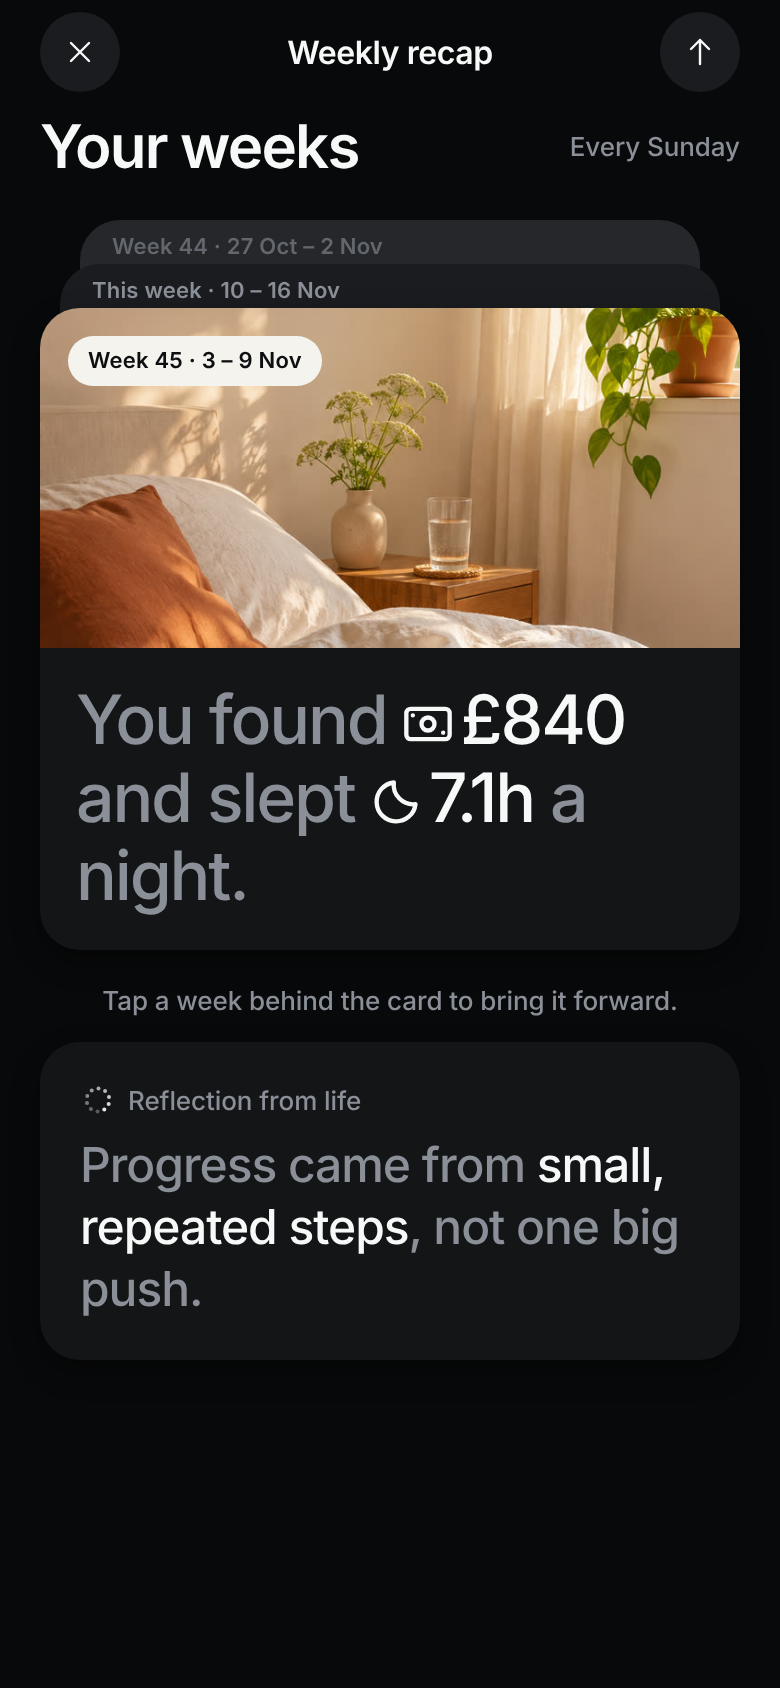 Weekly recap
Your weeks
Every Sunday
Week 44 · 27 Oct – 2 Nov
This week · 10 – 16 Nov
Week 45 · 3 – 9 Nov
You found £840
and slept 7.1h a
night.
Tap a week behind the card to bring it forward.
Reflection from life
Progress came from small,
repeated steps, not one big
push.